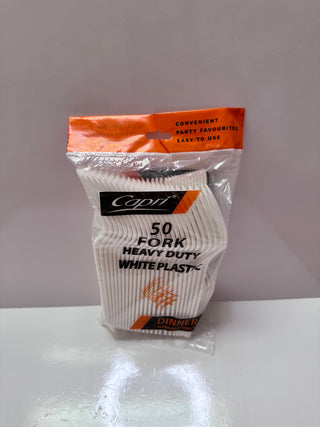 CONVENIENT
PARTY FAVOURITES
EASY TO USE
Capri
50
FORK
HEAVY DUTY
WHITE PLASTIC
DINNER